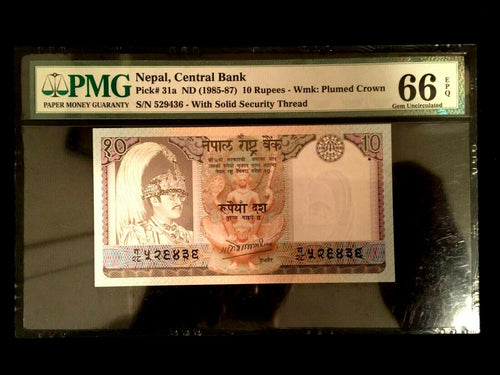 PMG
PAPER MONEY GUARANTY
Nepal, Central Bank
Pick# 31a ND (1985-87) 10 Rupees - Wmk: Plumed Crown
S/N 529436 - With Solid Security Thread
66 EPQ
Gem Uncirculated
१० नेपाल राष्ट्र बैंक 10
रूपैयाँ दश
५२९४३६ ५२९४३६